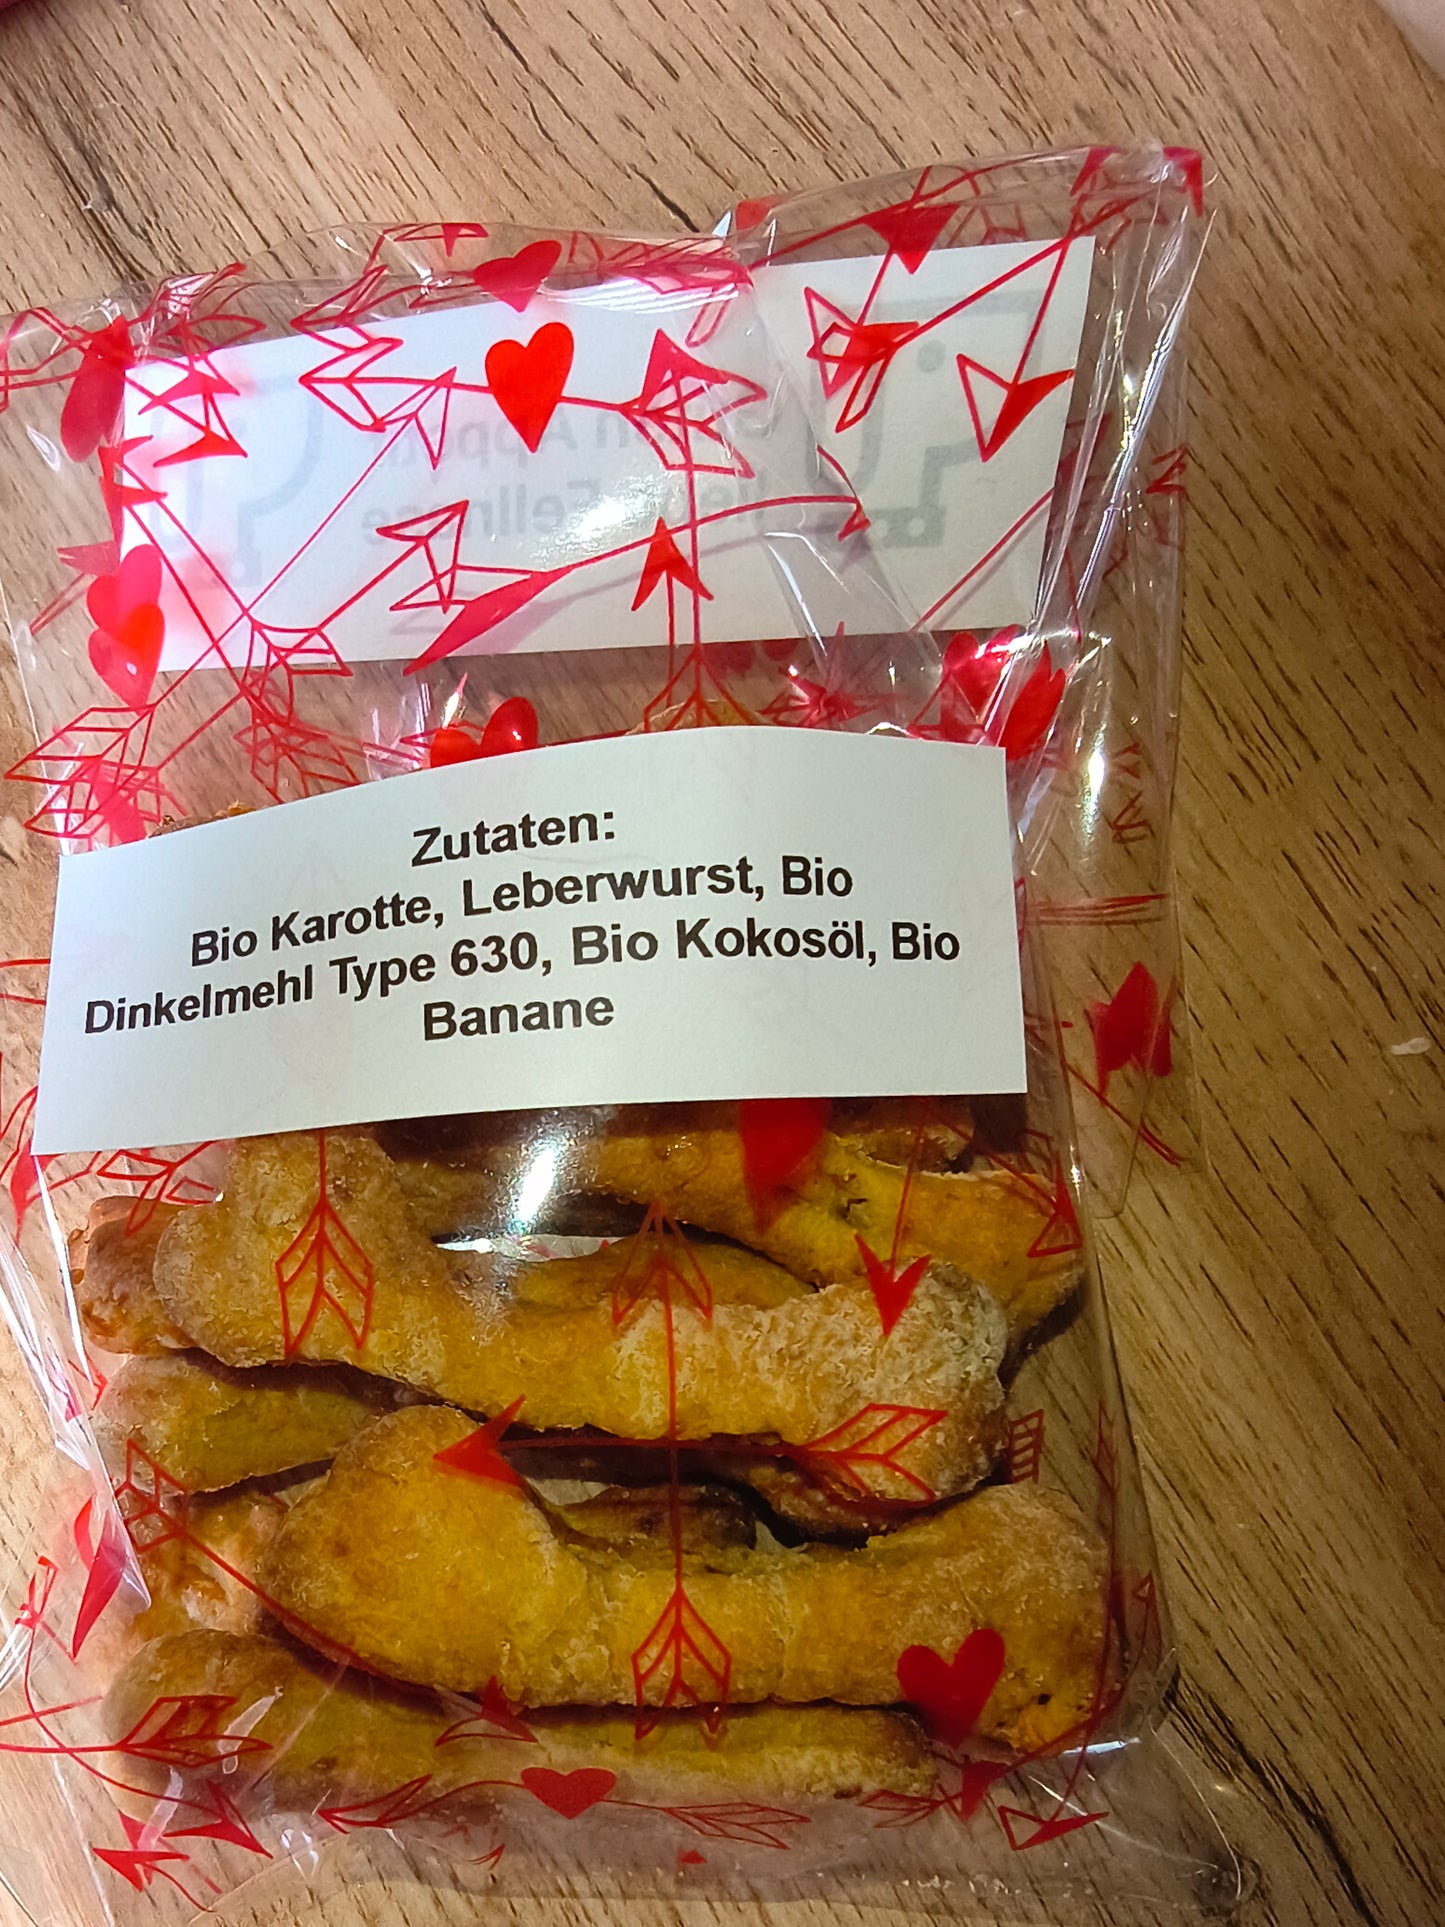 Zutaten:
Bio Karotte, Leberwurst, Bio
Dinkelmehl Type 630, Bio Kokosöl, Bio
Banane